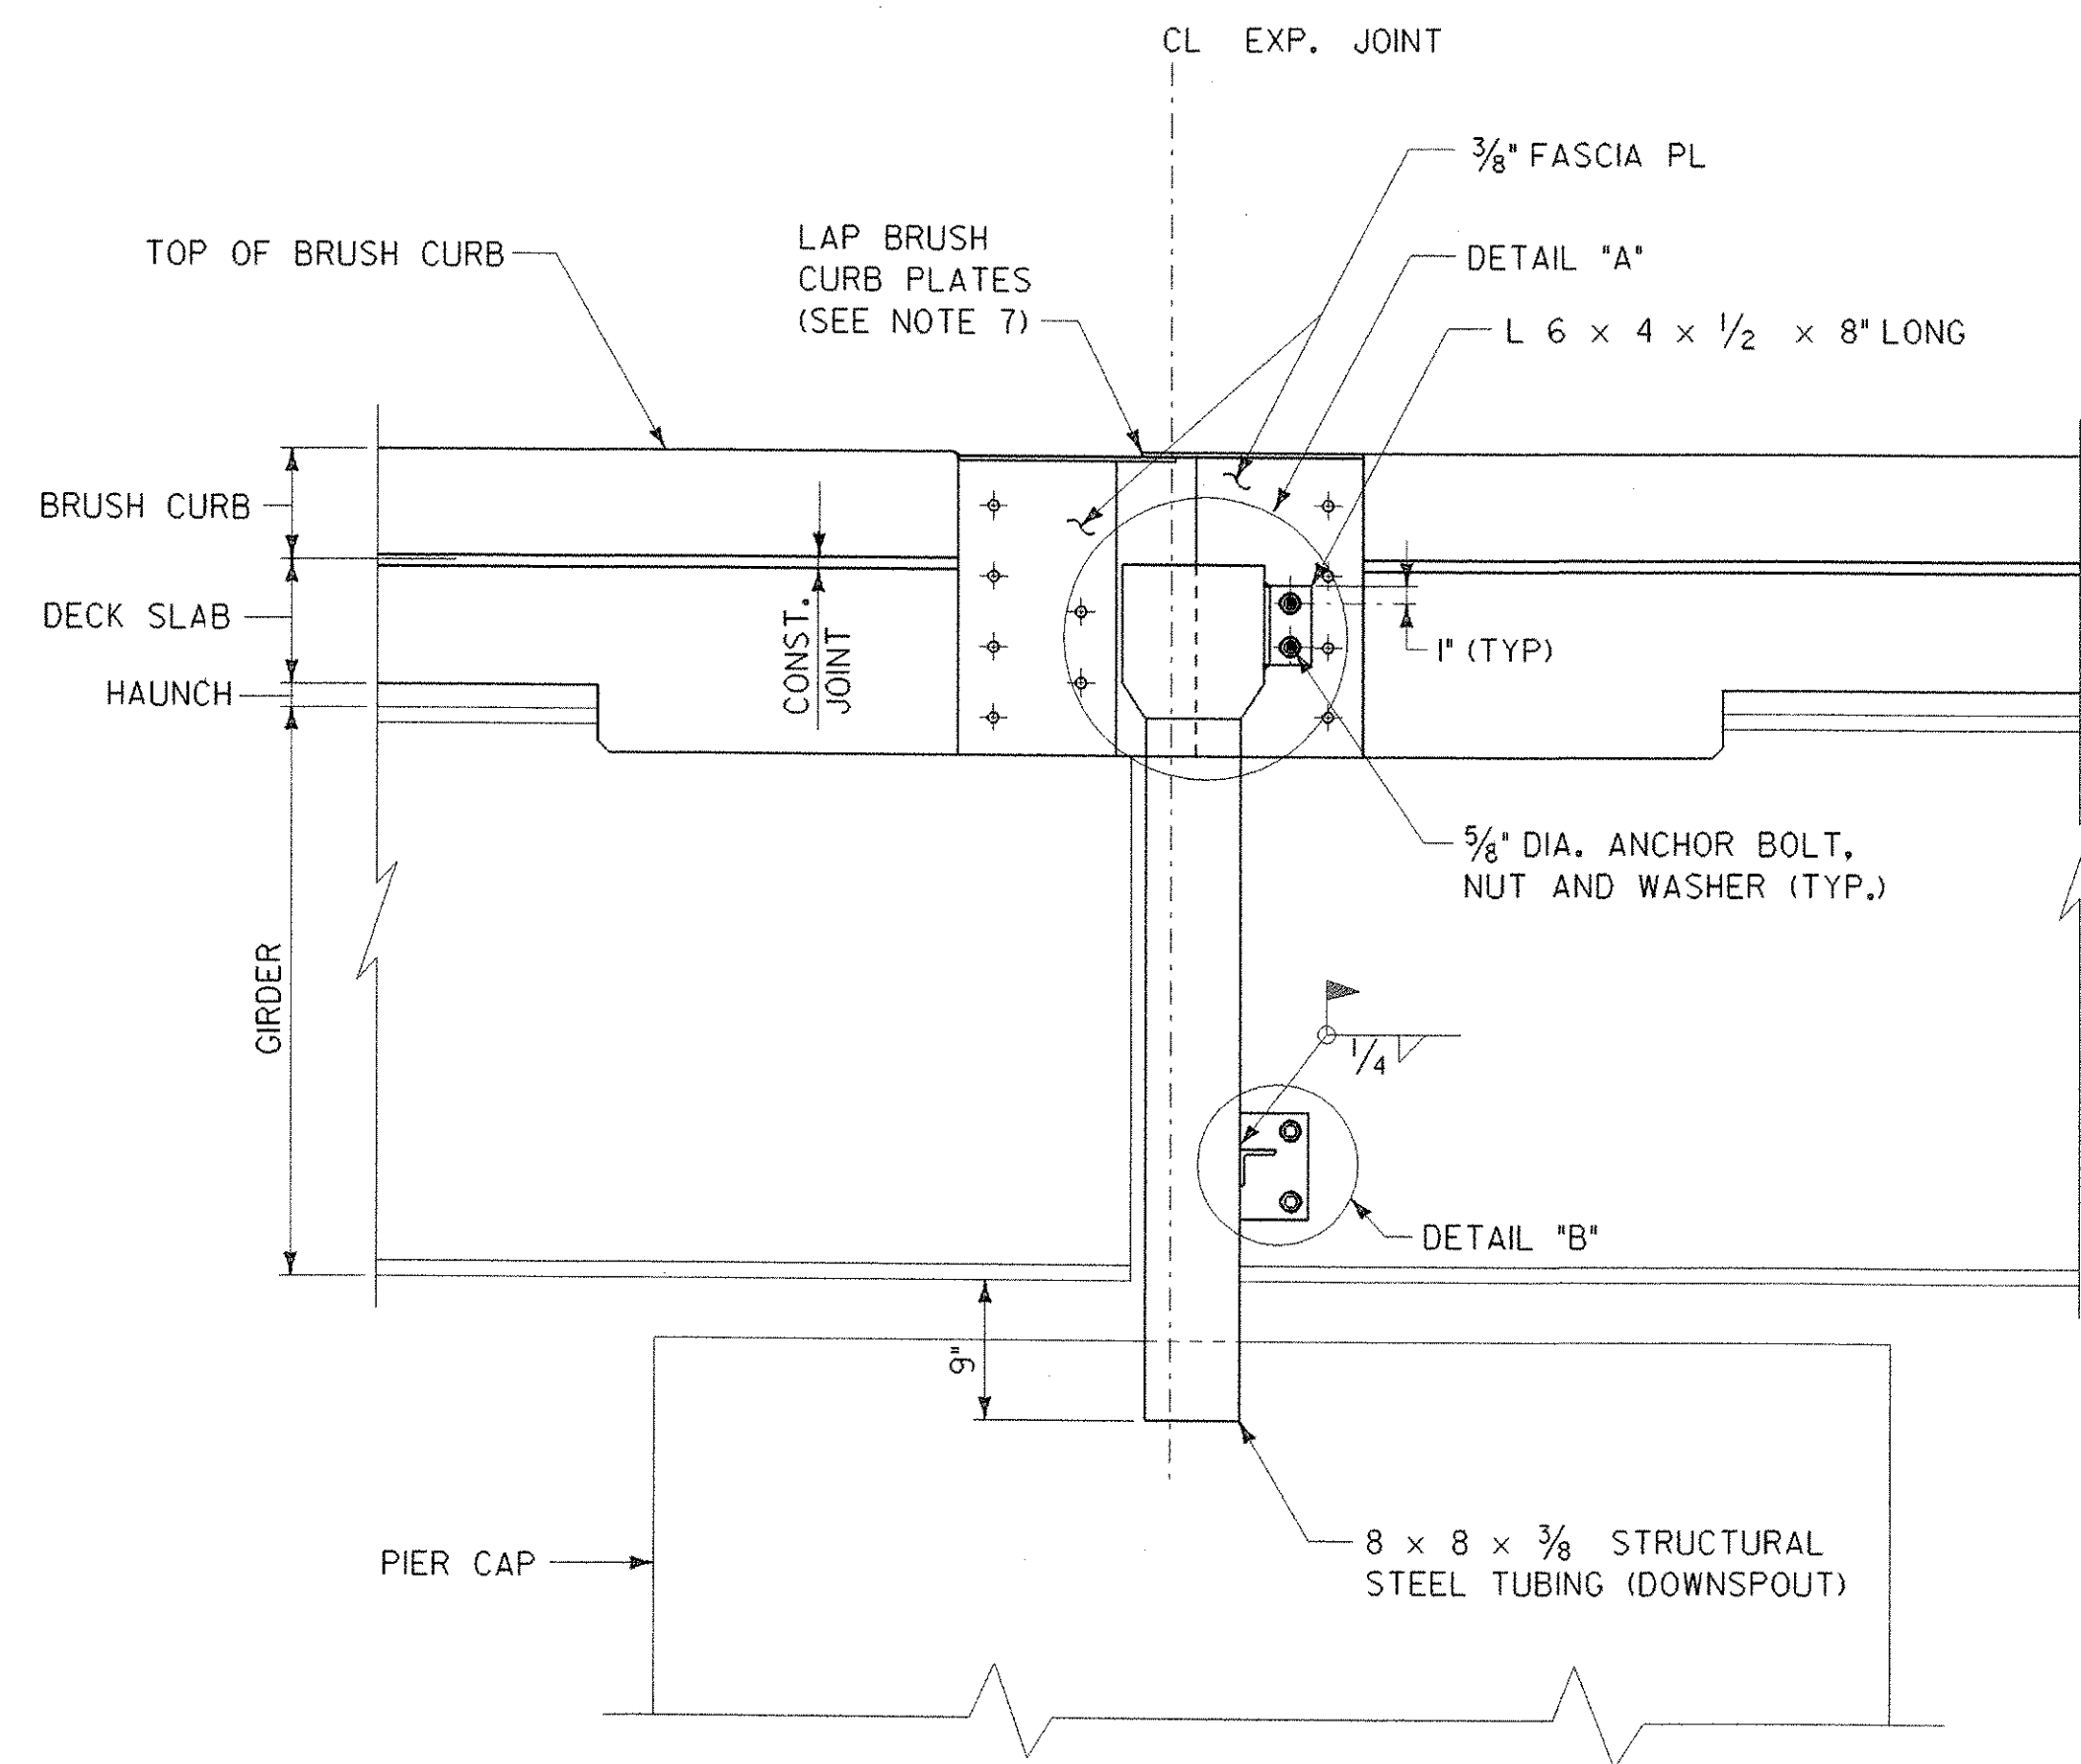 CL EXP. JOINT
3/8" FASCIA PL
LAP BRUSH
CURB PLATES
(SEE NOTE 7)
TOP OF BRUSH CURB
DETAIL "A"
L 6 x 4 x 1/2 x 8" LONG
BRUSH CURB
DECK SLAB
HAUNCH
CONST.
JOINT
1" (TYP)
5/8" DIA. ANCHOR BOLT,
NUT AND WASHER (TYP.)
GIRDER
1/4
DETAIL "B"
9"
PIER CAP
8 x 8 x 3/8 STRUCTURAL
STEEL TUBING (DOWNSPOUT)